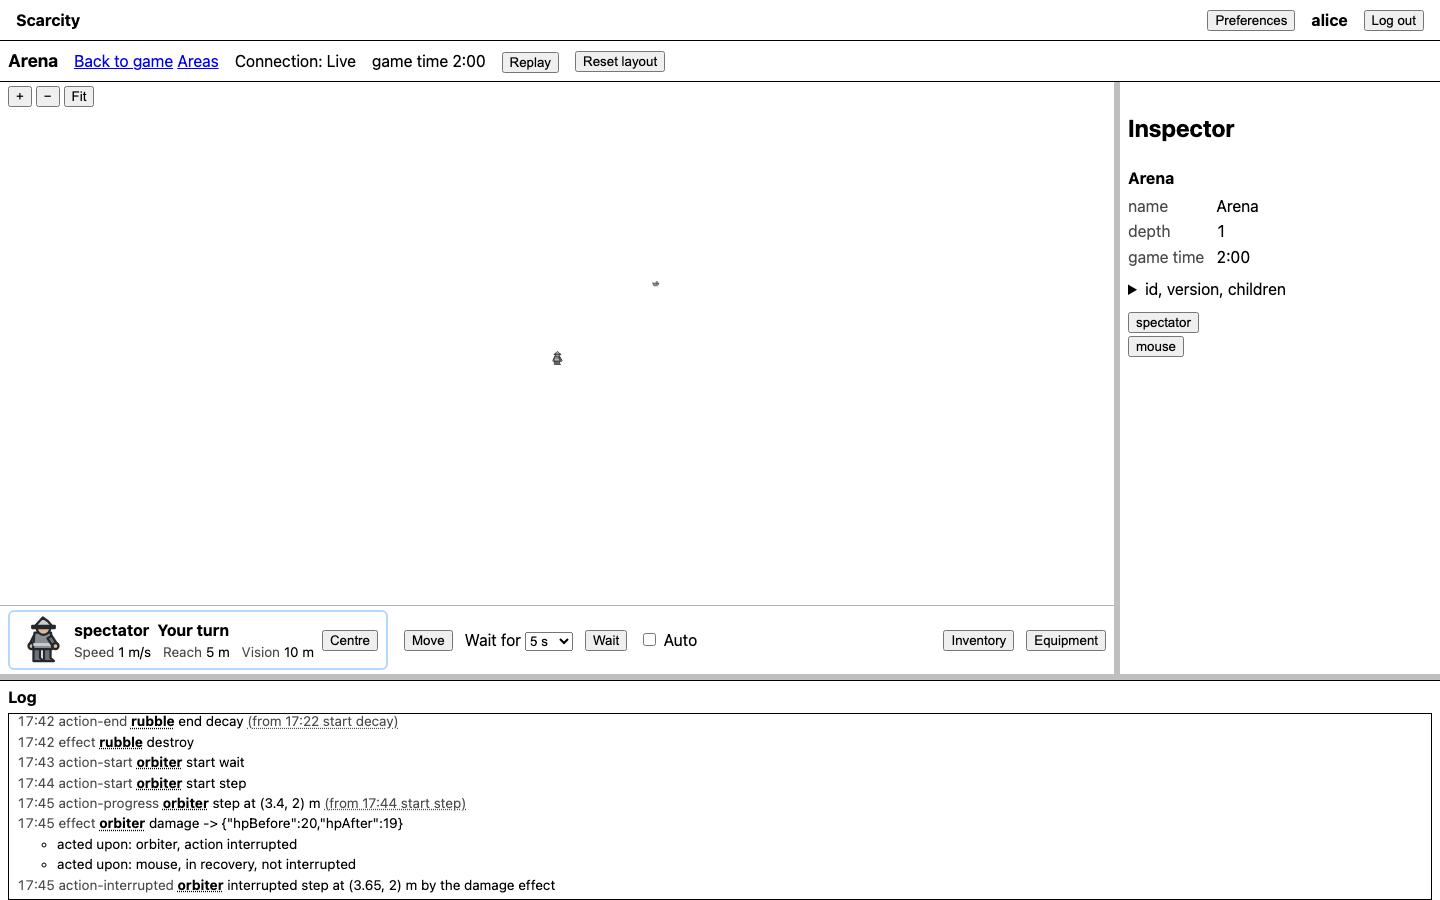 Scarcity Preferences alice Log out
Arena Back to game Areas Connection: Live game time 2:00 Replay Reset layout
+ − Fit
Inspector
Arena
name Arena
depth 1
game time 2:00
▶ id, version, children
spectator
mouse
spectator Your turn
Speed 1 m/s Reach 5 m Vision 10 m
Centre Move Wait for 5 s Wait Auto Inventory Equipment
Log
17:42 action-end rubble end decay (from 17:22 start decay)
17:42 effect rubble destroy
17:43 action-start orbiter start wait
17:44 action-start orbiter start step
17:45 action-progress orbiter step at (3.4, 2) m (from 17:44 start step)
17:45 effect orbiter damage -> {"hpBefore":20,"hpAfter":19}
acted upon: orbiter, action interrupted
acted upon: mouse, in recovery, not interrupted
17:45 action-interrupted orbiter interrupted step at (3.65, 2) m by the damage effect